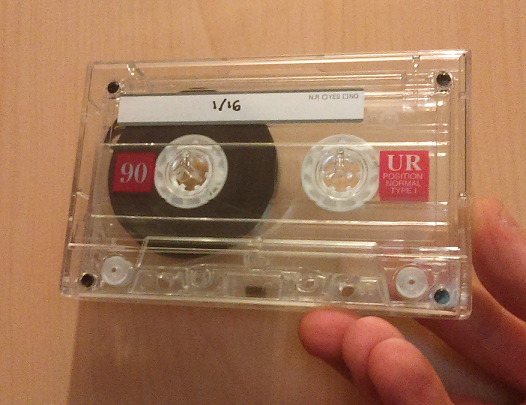 N.R □YES □NO
1/16
90
UR
POSITION
NORMAL
TYPE I